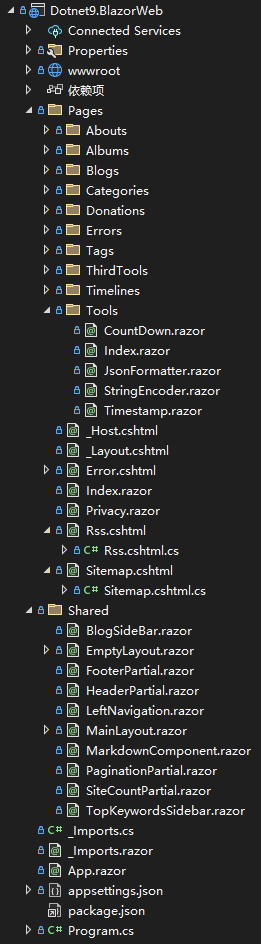 Dotnet9.BlazorWeb
Connected Services
Properties
wwwroot
依赖项
Pages
Abouts
Albums
Blogs
Categories
Donations
Errors
Tags
ThirdTools
Timelines
Tools
CountDown.razor
Index.razor
JsonFormatter.razor
StringEncoder.razor
Timestamp.razor
_Host.cshtml
_Layout.cshtml
Error.cshtml
Index.razor
Privacy.razor
Rss.cshtml
C# Rss.cshtml.cs
Sitemap.cshtml
C# Sitemap.cshtml.cs
Shared
BlogSideBar.razor
EmptyLayout.razor
FooterPartial.razor
HeaderPartial.razor
LeftNavigation.razor
MainLayout.razor
MarkdownComponent.razor
PaginationPartial.razor
SiteCountPartial.razor
TopKeywordsSidebar.razor
C# _Imports.cs
_Imports.razor
App.razor
appsettings.json
package.json
C# Program.cs